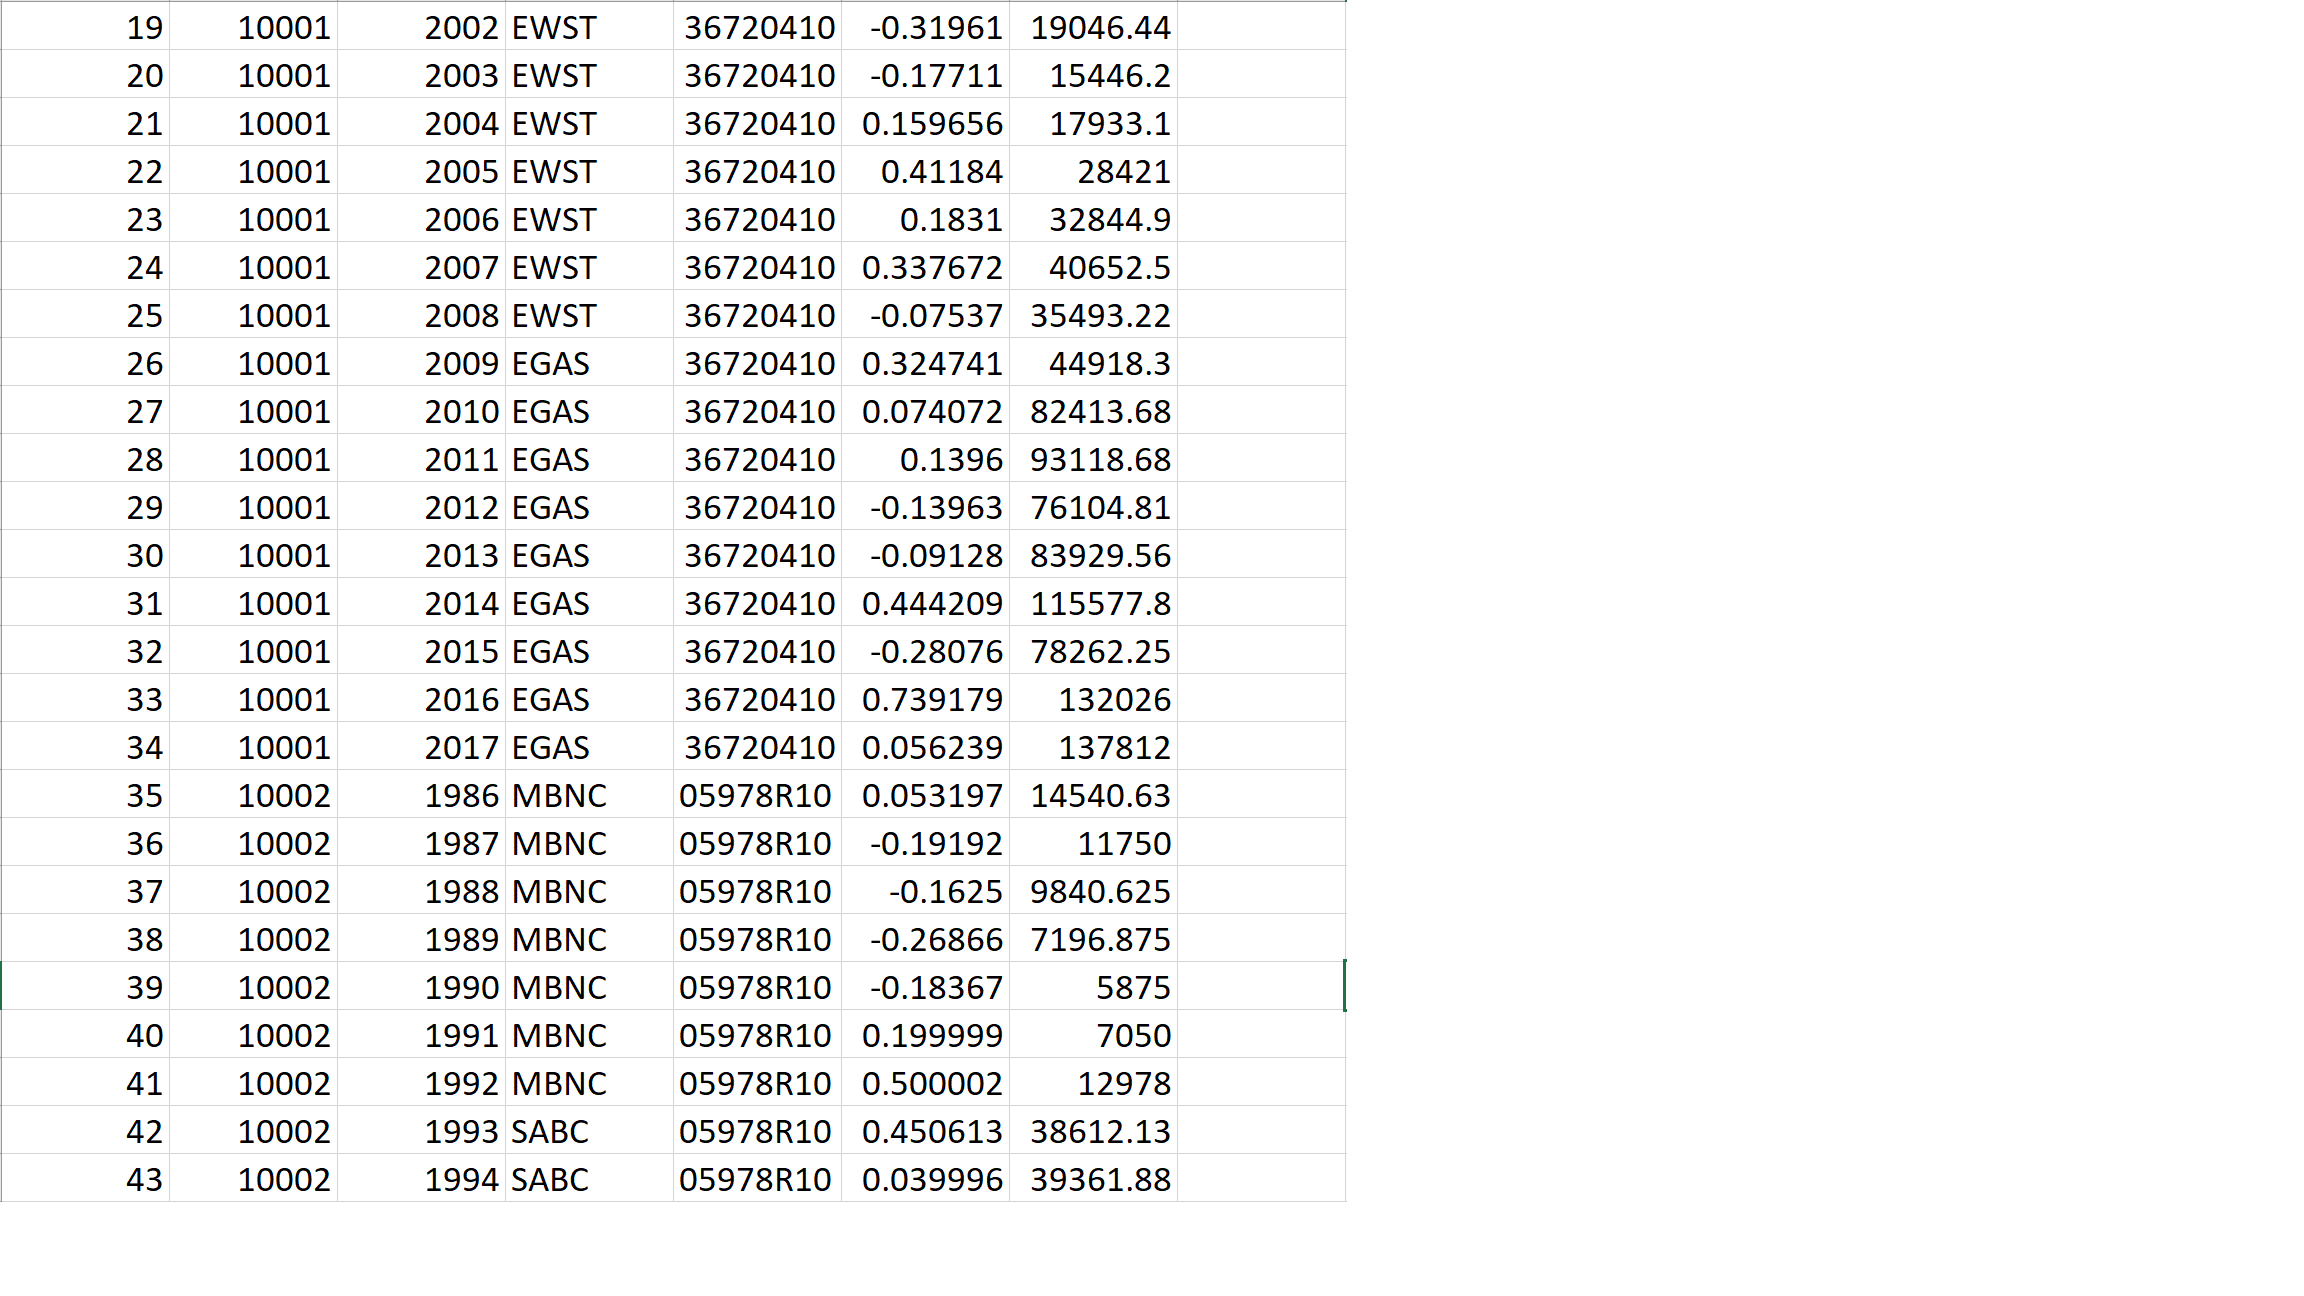 19 10001 2002 EWST 36720410 -0.31961 19046.44
20 10001 2003 EWST 36720410 -0.17711 15446.2
21 10001 2004 EWST 36720410 0.159656 17933.1
22 10001 2005 EWST 36720410 0.41184 28421
23 10001 2006 EWST 36720410 0.1831 32844.9
24 10001 2007 EWST 36720410 0.337672 40652.5
25 10001 2008 EWST 36720410 -0.07537 35493.22
26 10001 2009 EGAS 36720410 0.324741 44918.3
27 10001 2010 EGAS 36720410 0.074072 82413.68
28 10001 2011 EGAS 36720410 0.1396 93118.68
29 10001 2012 EGAS 36720410 -0.13963 76104.81
30 10001 2013 EGAS 36720410 -0.09128 83929.56
31 10001 2014 EGAS 36720410 0.444209 115577.8
32 10001 2015 EGAS 36720410 -0.28076 78262.25
33 10001 2016 EGAS 36720410 0.739179 132026
34 10001 2017 EGAS 36720410 0.056239 137812
35 10002 1986 MBNC 05978R10 0.053197 14540.63
36 10002 1987 MBNC 05978R10 -0.19192 11750
37 10002 1988 MBNC 05978R10 -0.1625 9840.625
38 10002 1989 MBNC 05978R10 -0.26866 7196.875
39 10002 1990 MBNC 05978R10 -0.18367 5875
40 10002 1991 MBNC 05978R10 0.199999 7050
41 10002 1992 MBNC 05978R10 0.500002 12978
42 10002 1993 SABC 05978R10 0.450613 38612.13
43 10002 1994 SABC 05978R10 0.039996 39361.88